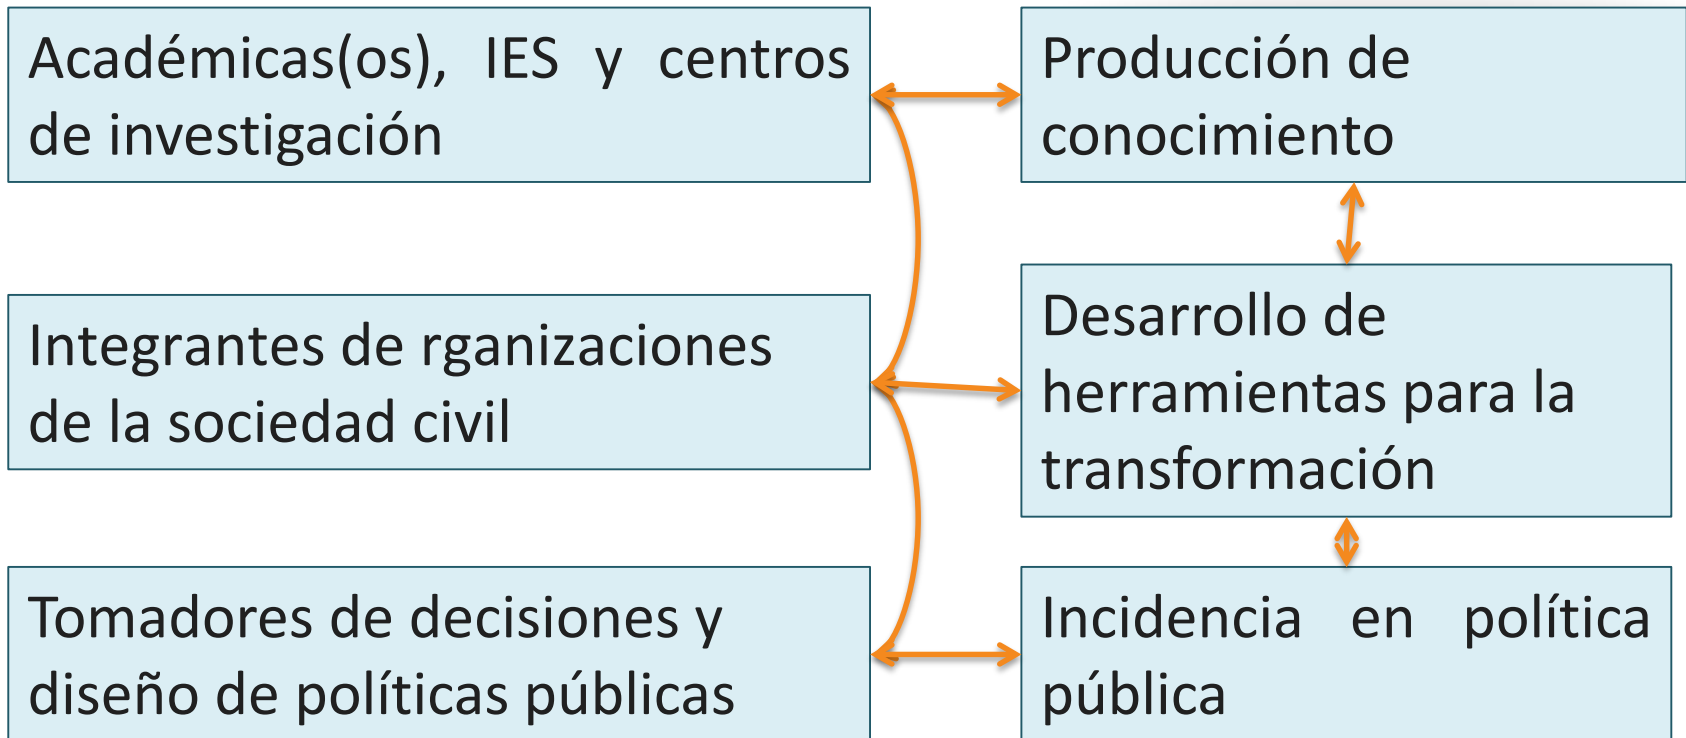 Académicas(os), IES y centros
de investigación
Producción de
conocimiento
Integrantes de rganizaciones
de la sociedad civil
Desarrollo de
herramientas para la
transformación
Tomadores de decisiones y
diseño de políticas públicas
Incidencia en política
pública